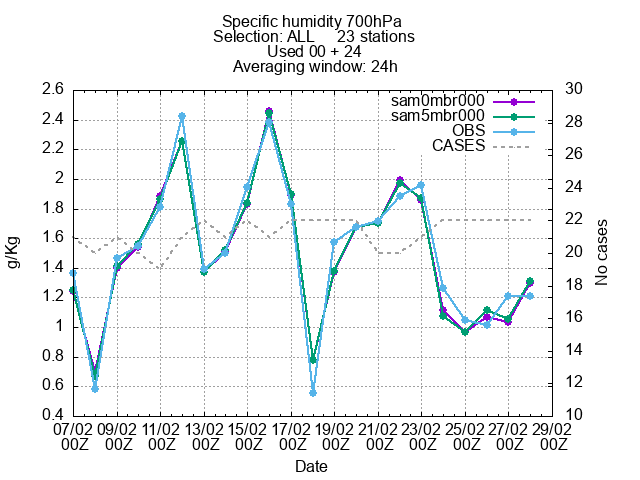 Specific humidity 700hPa
Selection: ALL 23 stations
Used 00 + 24
Averaging window: 24h
2.6
2.4
2.2
2
1.8
1.6
1.4
1.2
1
0.8
0.6
0.4
g/Kg
sam0mbr000
sam5mbr000
OBS
CASES
30
28
26
24
22
20
18
16
14
12
10
No cases
07/02 09/02 11/02 13/02 15/02 17/02 19/02 21/02 23/02 25/02 27/02 29/02
00Z 00Z 00Z 00Z 00Z 00Z 00Z 00Z 00Z 00Z 00Z 00Z
Date